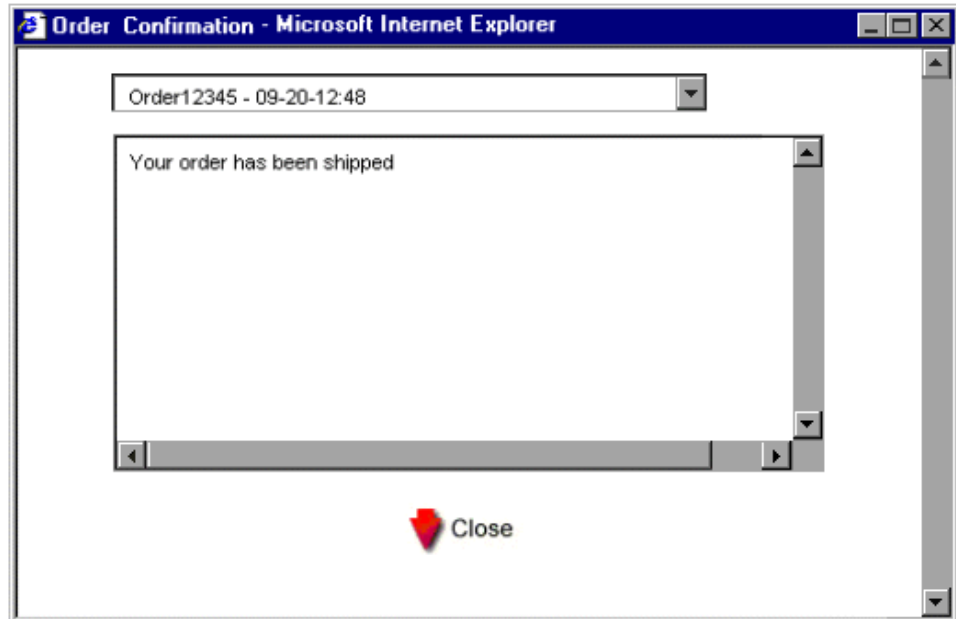 Order Confirmation - Microsoft Internet Explorer
Order12345 - 09-20-12:48
Your order has been shipped
Close